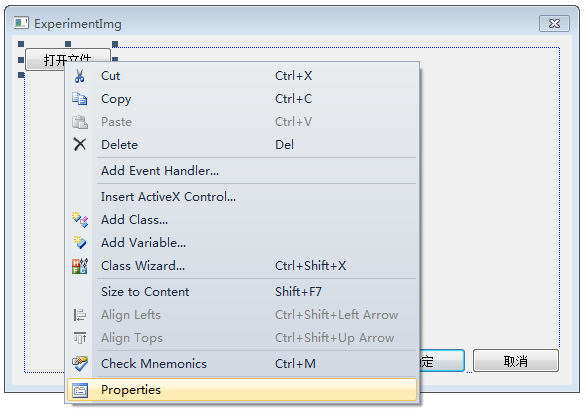 ExperimentImg
打开文件
Cut Ctrl+X
Copy Ctrl+C
Paste Ctrl+V
Delete Del
Add Event Handler...
Insert ActiveX Control...
Add Class...
Add Variable...
Class Wizard... Ctrl+Shift+X
Size to Content Shift+F7
Align Lefts Ctrl+Shift+Left Arrow
Align Tops Ctrl+Shift+Up Arrow
Check Mnemonics Ctrl+M
定 取消
Properties